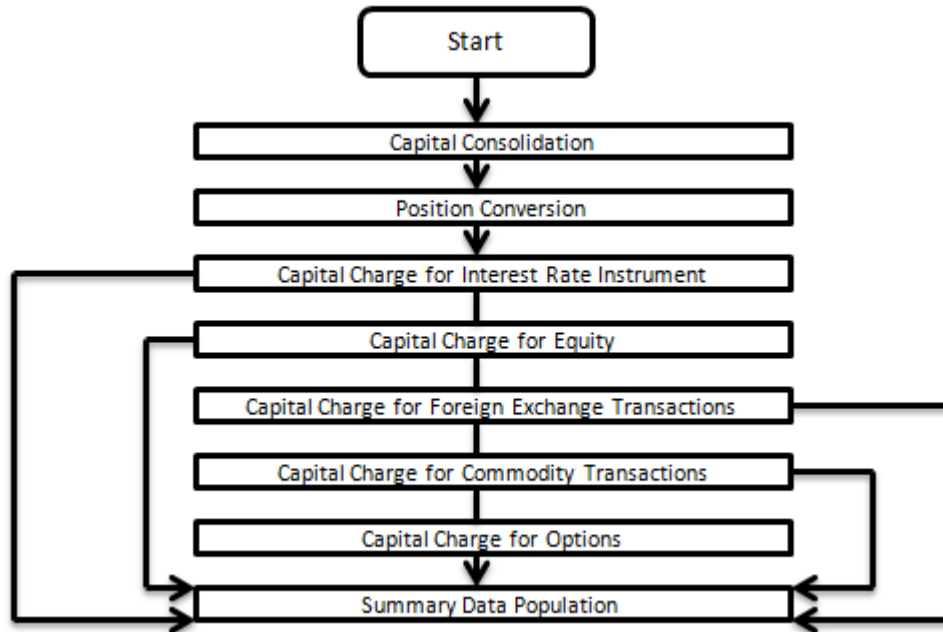 Start
Capital Consolidation
Position Conversion
Capital Charge for Interest Rate Instrument
Capital Charge for Equity
Capital Charge for Foreign Exchange Transactions
Capital Charge for Commodity Transactions
Capital Charge for Options
Summary Data Population